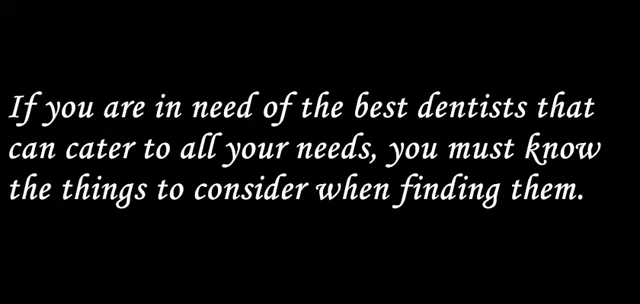 If you are in need of the best dentists that
can cater to all your needs, you must know
the things to consider when finding them.